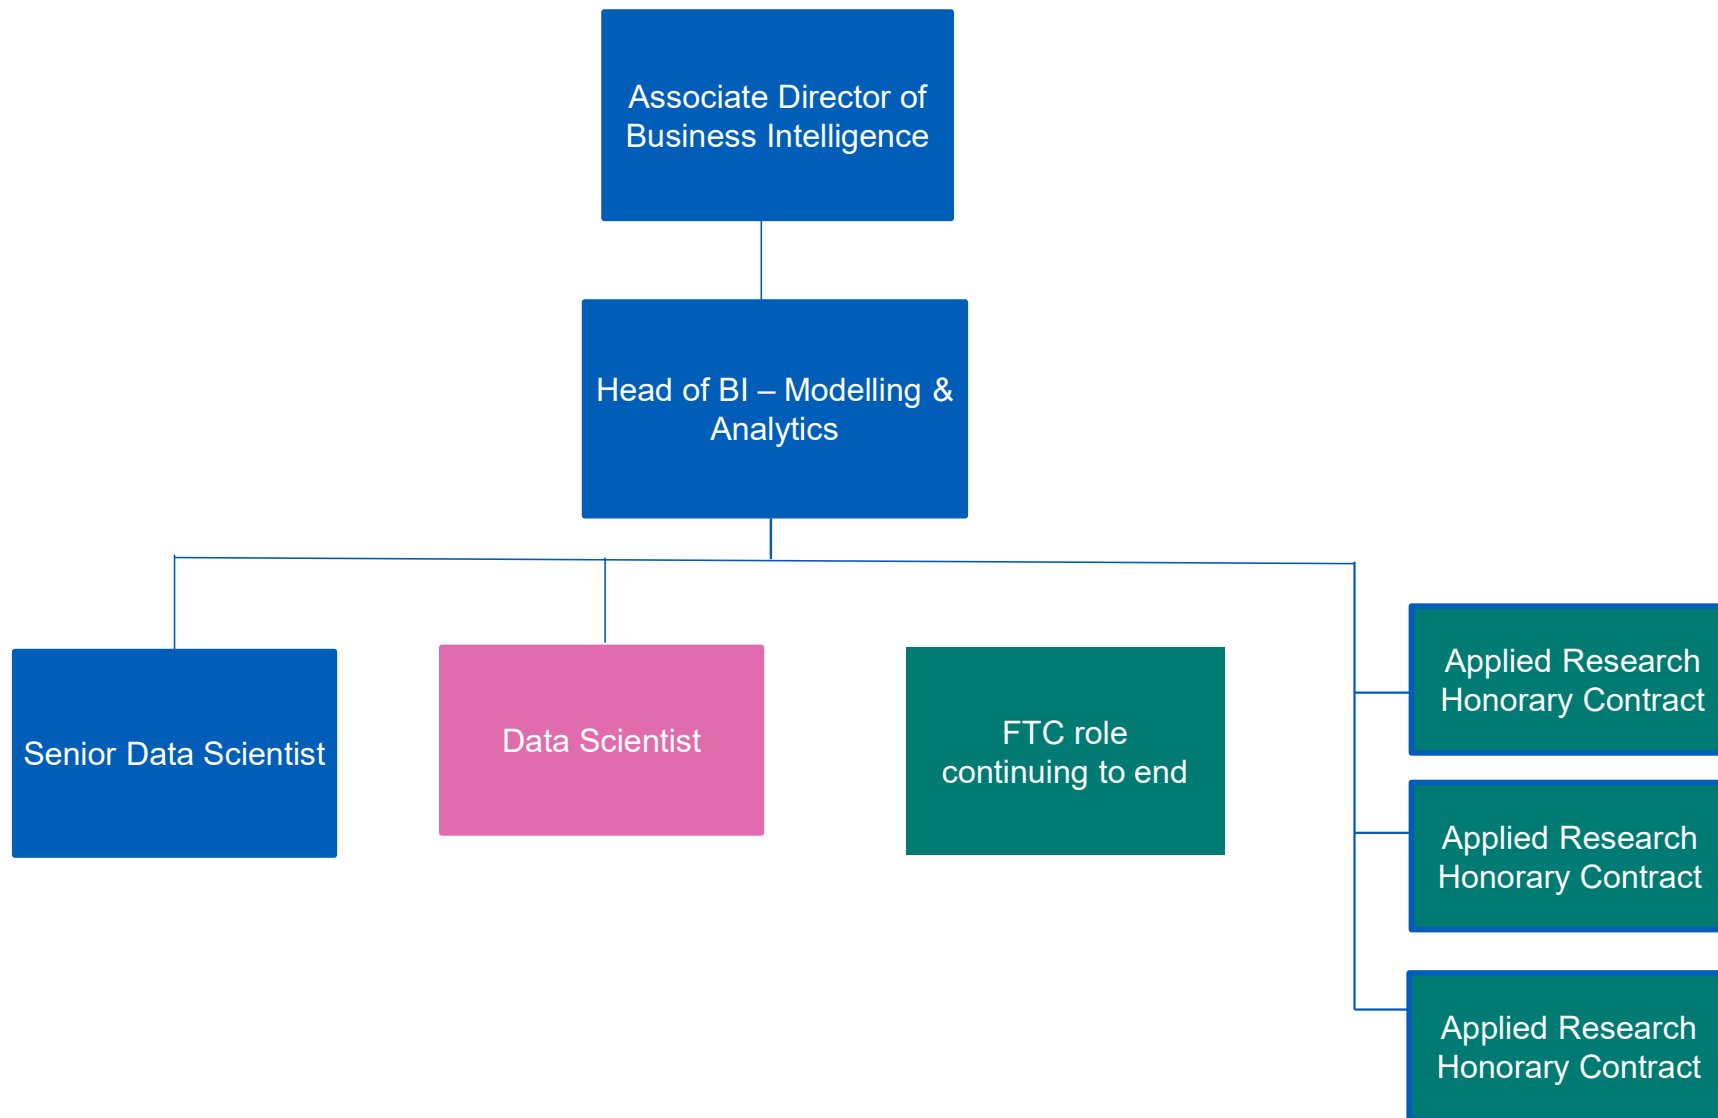 Associate Director of
Business Intelligence
Head of BI – Modelling &
Analytics
Senior Data Scientist
Data Scientist
FTC role
continuing to end
Applied Research
Honorary Contract
Applied Research
Honorary Contract
Applied Research
Honorary Contract